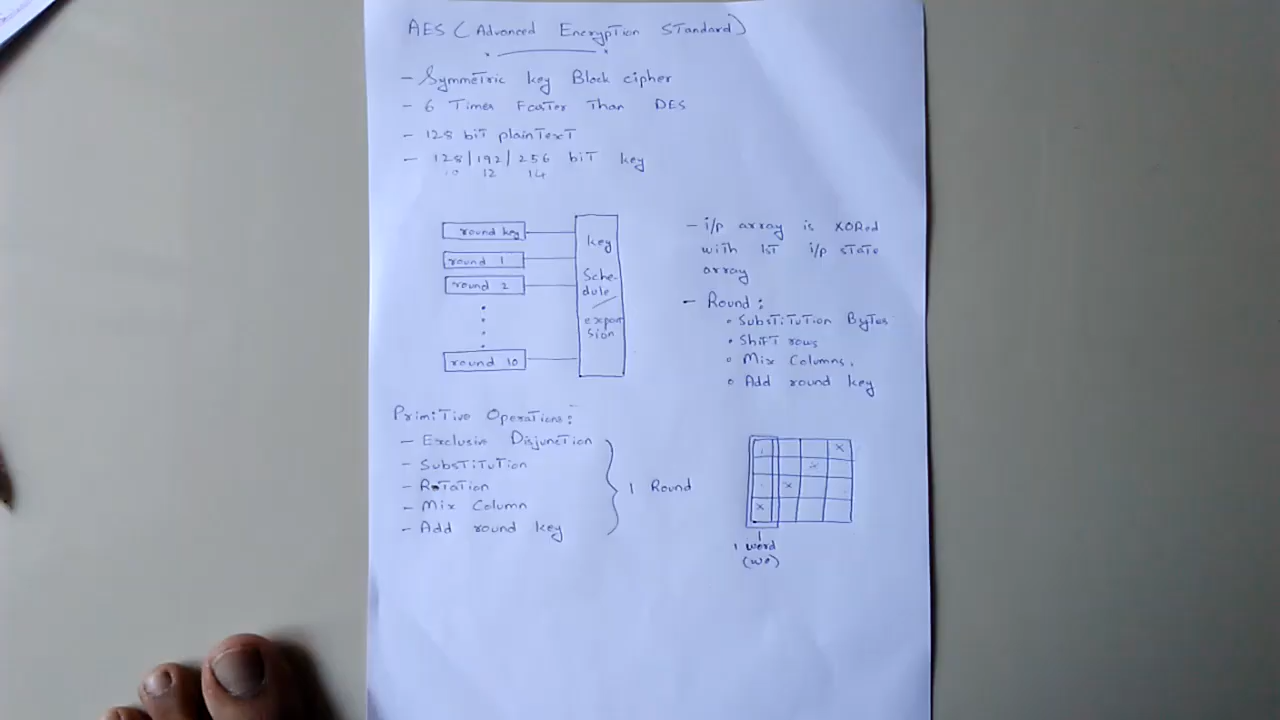 AES (Advanced Encryption Standard)
- Symmetric key Block cipher
- 6 Times Faster Than DES
- 128 bit plainText
- 128/192/256 bit key
10 12 14
round key
round 1
round 2
round 10
key
Sche-
dule
/
expan
sion
- i/p array is XORed
with 1st i/p state
array
- Round:
• Substitution Bytes
• Shift rows
• Mix Columns.
• Add round key
Primitive Operations:
- Exclusive Disjunction
- Substitution
- Rotation
- Mix Column
- Add round key
1 Round
x
x
x
x
1 word
(w0)